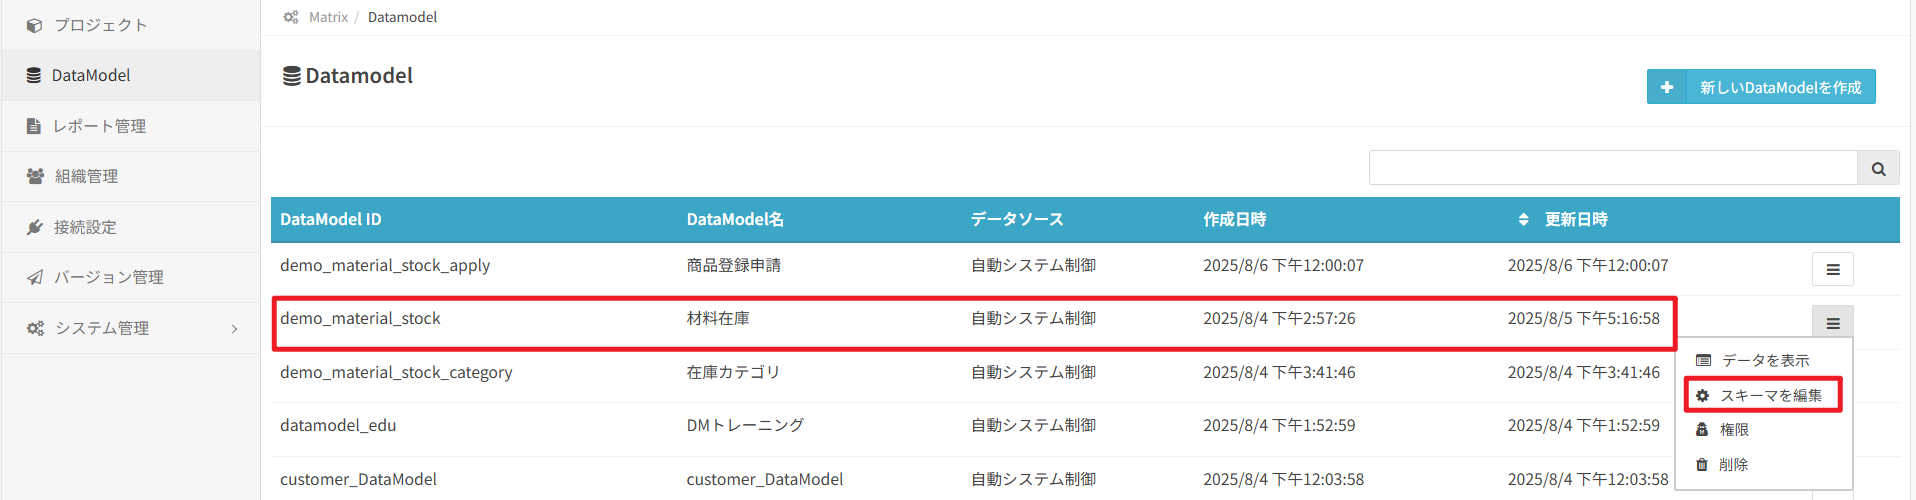 プロジェクト
DataModel
レポート管理
組織管理
接続設定
バージョン管理
システム管理
Matrix / Datamodel
Datamodel
新しいDataModelを作成
DataModel ID DataModel名 データソース 作成日時 更新日時
demo_material_stock_apply 商品登録申請 自動システム制御 2025/8/6 下午12:00:07 2025/8/6 下午12:00:07
demo_material_stock 材料在庫 自動システム制御 2025/8/4 下午2:57:26 2025/8/5 下午5:16:58
demo_material_stock_category 在庫カテゴリ 自動システム制御 2025/8/4 下午3:41:46 2025/8/4 下午3:41:46
datamodel_edu DMトレーニング 自動システム制御 2025/8/4 下午1:52:59 2025/8/4 下午1:52:59
customer_DataModel customer_DataModel 自動システム制御 2025/8/4 下午12:03:58 2025/8/4 下午12:03:58
データを表示
スキーマを編集
権限
削除